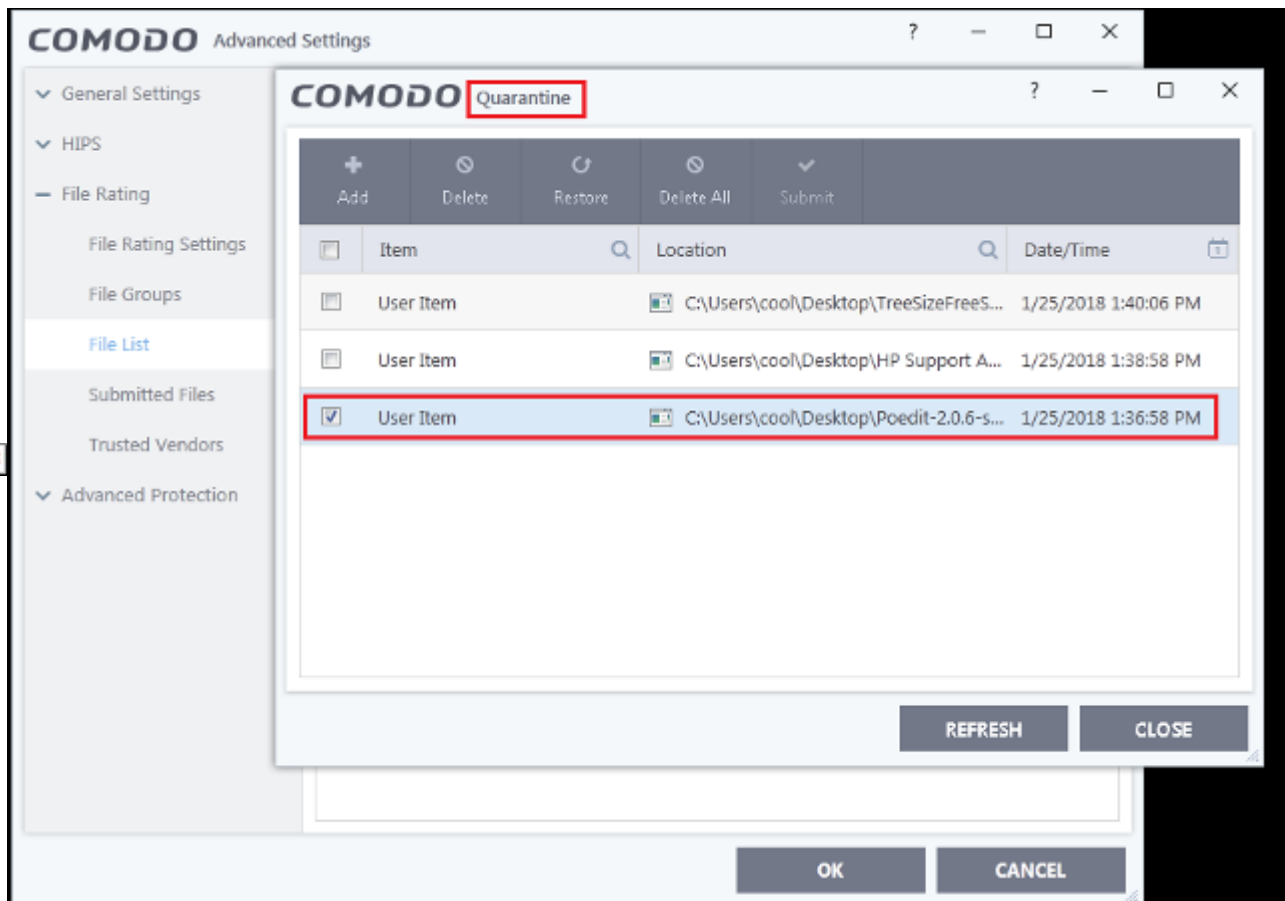 COMODO Advanced Settings
General Settings
HIPS
File Rating
File Rating Settings
File Groups
File List
Submitted Files
Trusted Vendors
Advanced Protection
COMODO Quarantine
Add Delete Restore Delete All Submit
Item Location Date/Time
User Item C:\Users\cool\Desktop\TreeSizeFreeS... 1/25/2018 1:40:06 PM
User Item C:\Users\cool\Desktop\HP Support A... 1/25/2018 1:38:58 PM
User Item C:\Users\cool\Desktop\Poedit-2.0.6-s... 1/25/2018 1:36:58 PM
REFRESH CLOSE
OK CANCEL